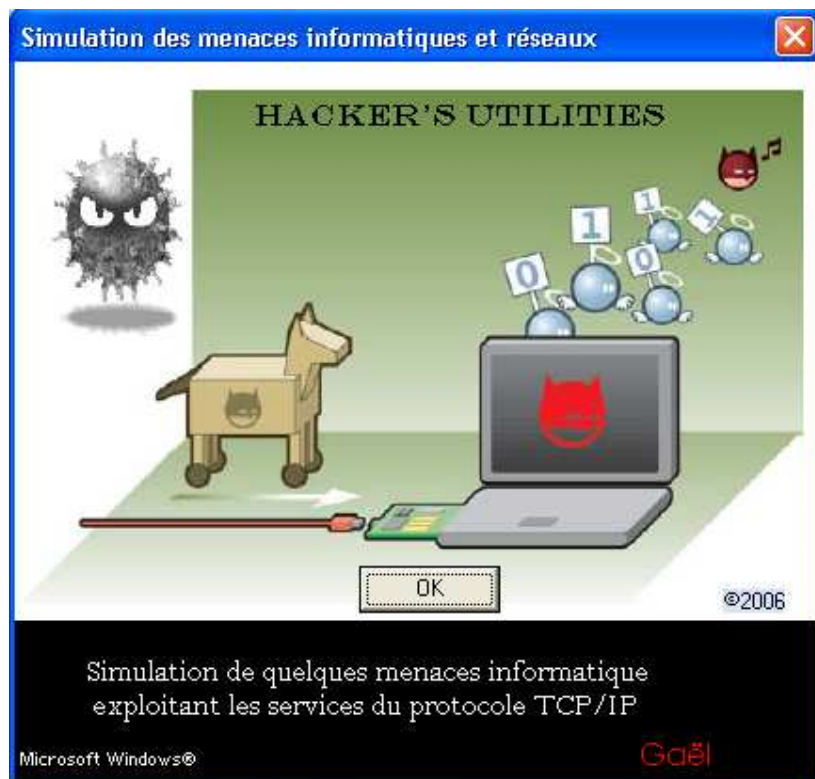 Simulation des menaces informatiques et réseaux
HACKER'S UTILITIES
1
1
1
0
0
OK
©2006
Simulation de quelques menaces informatique
exploitant les services du protocole TCP/IP
Microsoft Windows®
Gaël